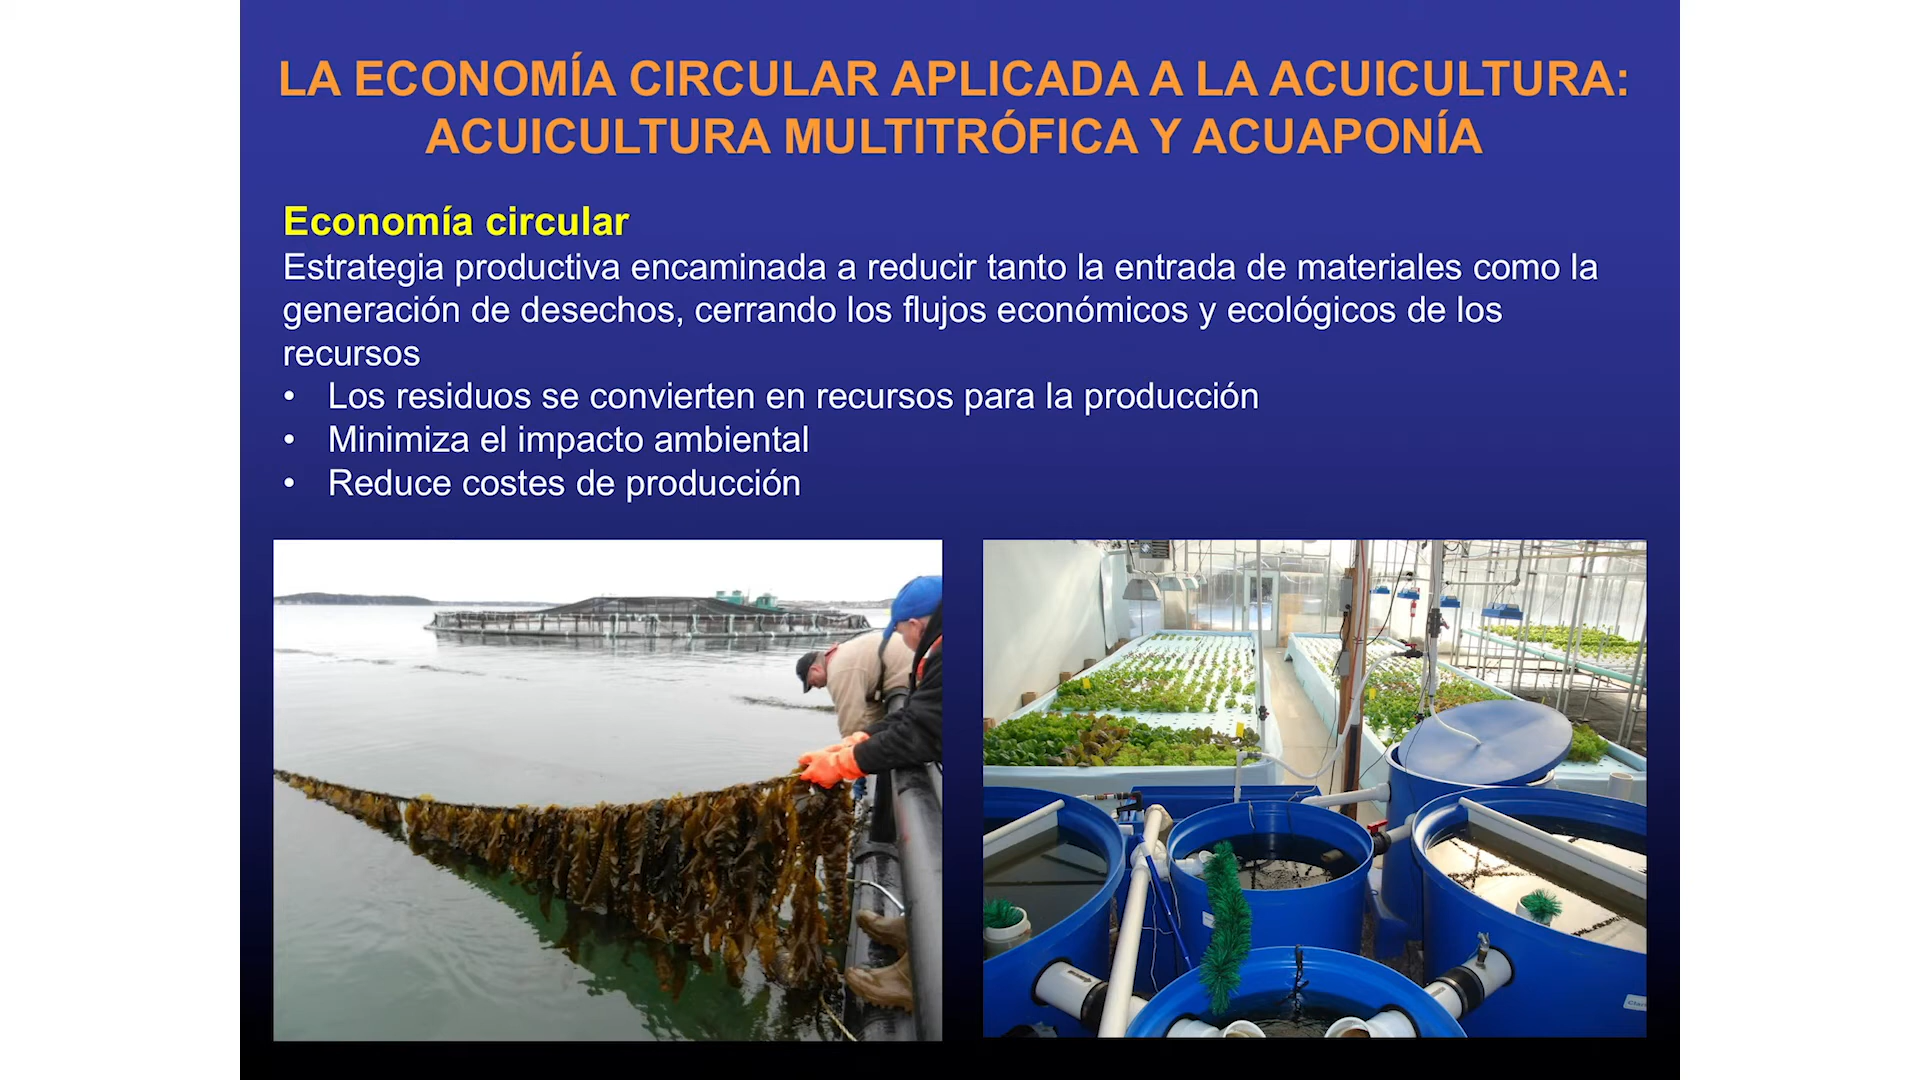 LA ECONOMÍA CIRCULAR APLICADA A LA ACUICULTURA:
ACUICULTURA MULTITRÓFICA Y ACUAPONÍA
Economía circular
Estrategia productiva encaminada a reducir tanto la entrada de materiales como la
generación de desechos, cerrando los flujos económicos y ecológicos de los
recursos
• Los residuos se convierten en recursos para la producción
• Minimiza el impacto ambiental
• Reduce costes de producción